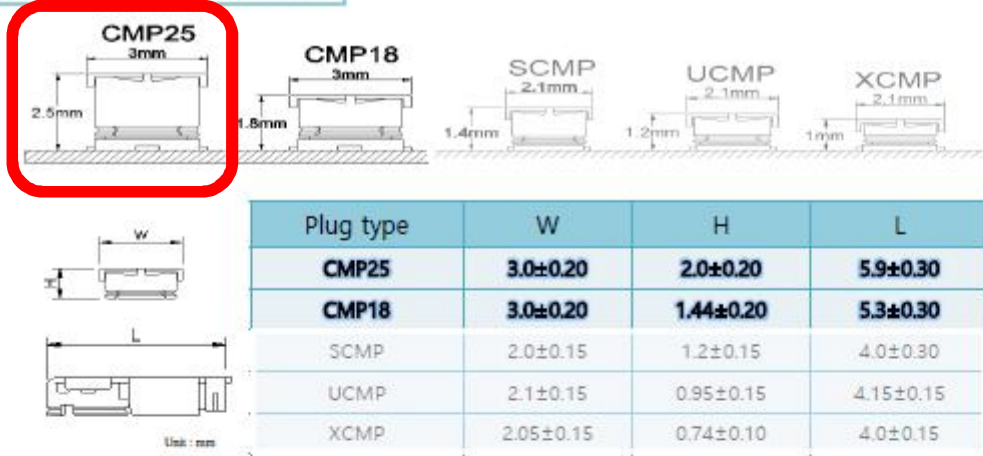 CMP25
3mm
2.5mm
CMP18
3mm
1.8mm
SCMP
2.1mm
1.4mm
UCMP
2.1mm
1.2mm
XCMP
2.1mm
1mm
W
H
L
Unit : mm
Plug type W H L
CMP25 3.0±0.20 2.0±0.20 5.9±0.30
CMP18 3.0±0.20 1.44±0.20 5.3±0.30
SCMP 2.0±0.15 1.2±0.15 4.0±0.30
UCMP 2.1±0.15 0.95±0.15 4.15±0.15
XCMP 2.05±0.15 0.74±0.10 4.0±0.15